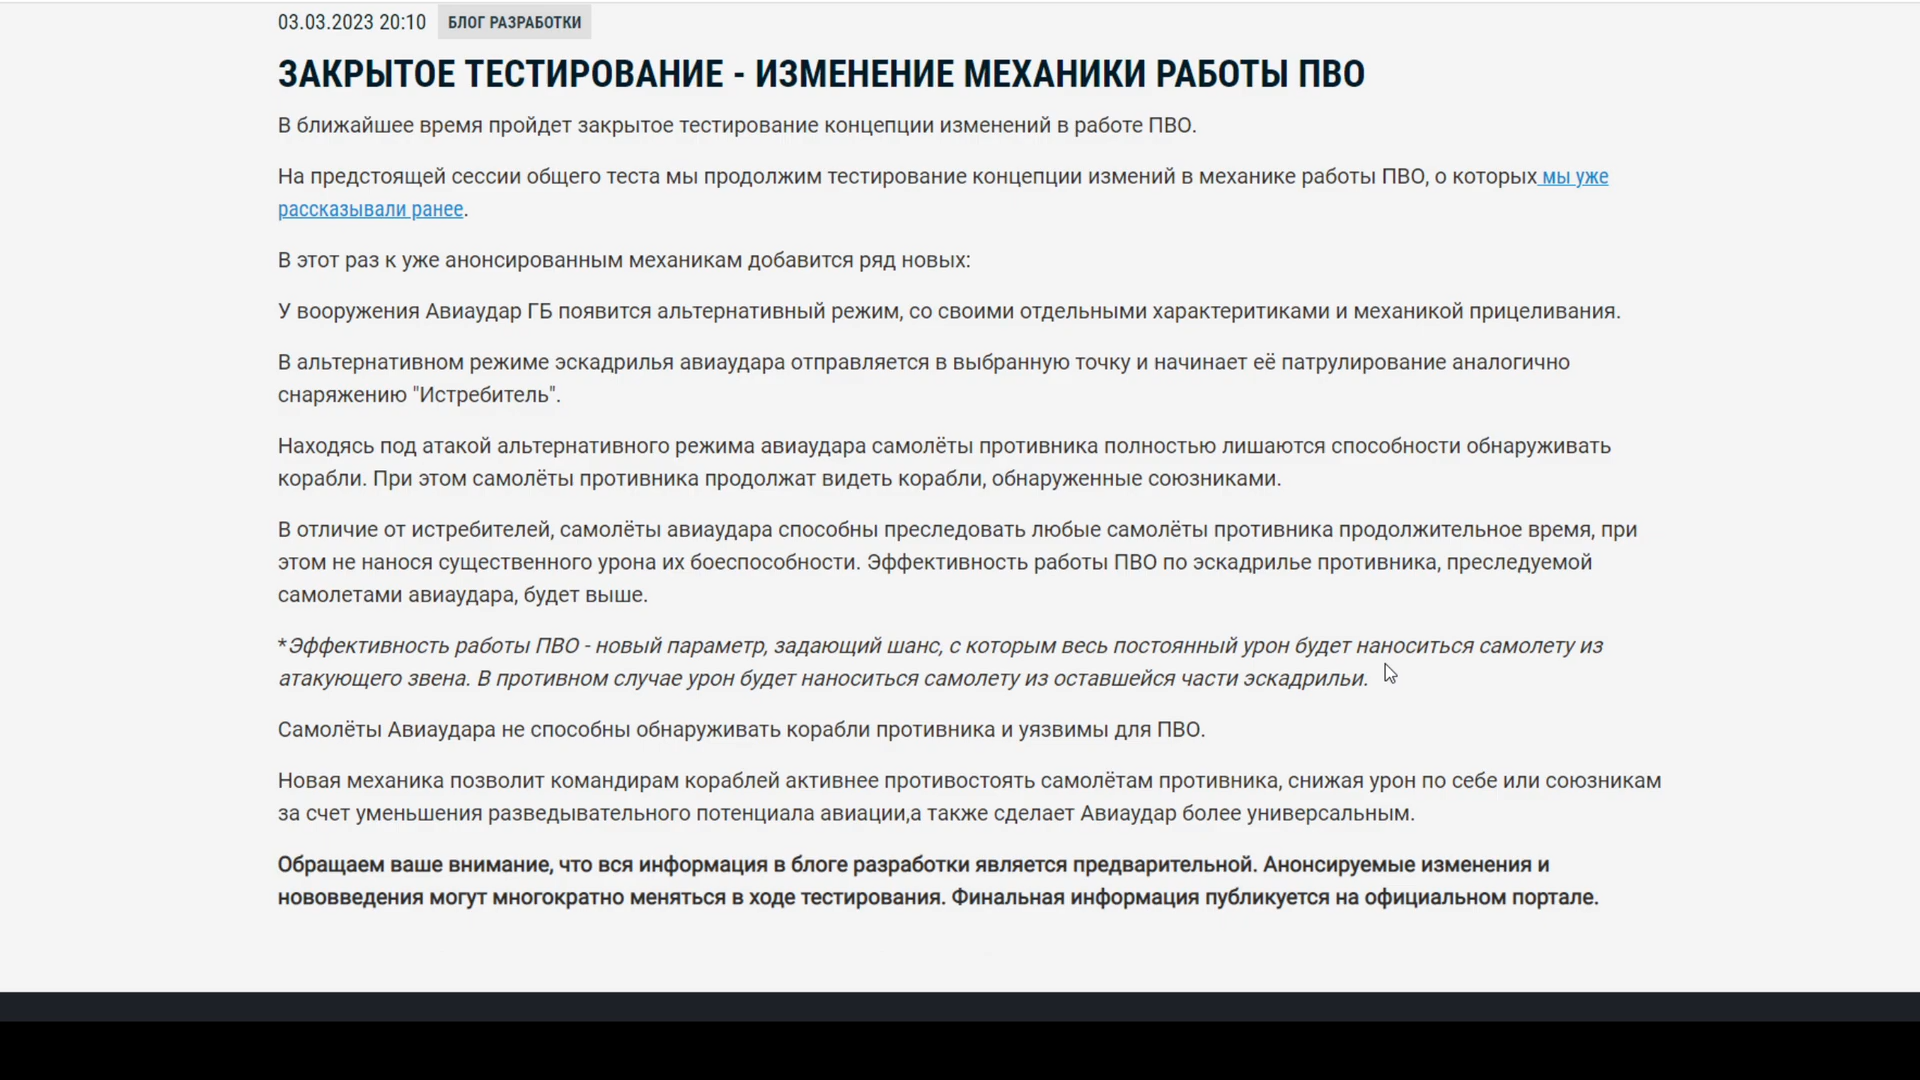 03.03.2023 20:10 БЛОГ РАЗРАБОТКИ
ЗАКРЫТОЕ ТЕСТИРОВАНИЕ - ИЗМЕНЕНИЕ МЕХАНИКИ РАБОТЫ ПВО
В ближайшее время пройдет закрытое тестирование концепции изменений в работе ПВО.
На предстоящей сессии общего теста мы продолжим тестирование концепции измений в механике работы ПВО, о которых мы уже
рассказывали ранее.
В этот раз к уже анонсированным механикам добавится ряд новых:
У вооружения Авиаудар ГБ появится альтернативный режим, со своими отдельными характеритиками и механикой прицеливания.
В альтернативном режиме эскадрилья авиаудара отправляется в выбранную точку и начинает её патрулирование аналогично
снаряжению "Истребитель".
Находясь под атакой альтернативного режима авиаудара самолёты противника полностью лишаются способности обнаруживать
корабли. При этом самолёты противника продолжат видеть корабли, обнаруженные союзниками.
В отличие от истребителей, самолёты авиаудара способны преследовать любые самолёты противника продолжительное время, при
этом не нанося существенного урона их боеспособности. Эффективность работы ПВО по эскадрилье противника, преследуемой
самолетами авиаудара, будет выше.
*Эффективность работы ПВО - новый параметр, задающий шанс, с которым весь постоянный урон будет наноситься самолету из
атакующего звена. В противном случае урон будет наноситься самолету из оставшейся части эскадрильи.
Самолёты Авиаудара не способны обнаруживать корабли противника и уязвимы для ПВО.
Новая механика позволит командирам кораблей активнее противостоять самолётам противника, снижая урон по себе или союзникам
за счет уменьшения разведывательного потенциала авиации,а также сделает Авиаудар более универсальным.
Обращаем ваше внимание, что вся информация в блоге разработки является предварительной. Анонсируемые изменения и
нововведения могут многократно меняться в ходе тестирования. Финальная информация публикуется на официальном портале.